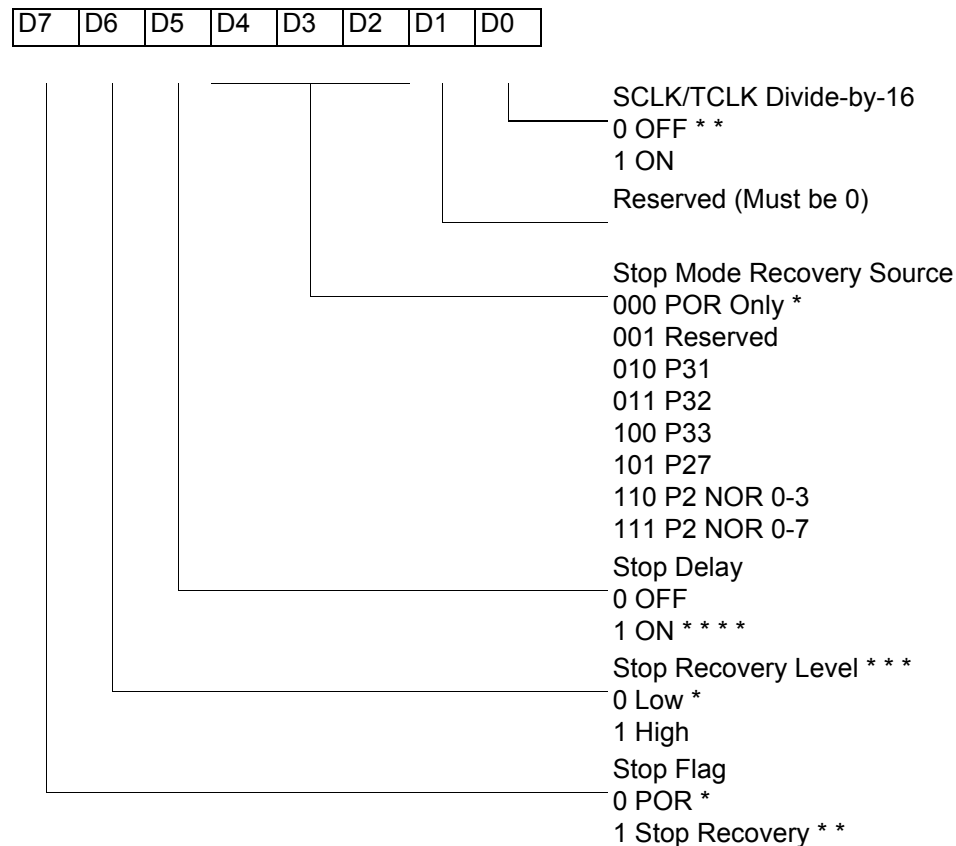 D7 D6 D5 D4 D3 D2 D1 D0
SCLK/TCLK Divide-by-16
0 OFF * *
1 ON
Reserved (Must be 0)
Stop Mode Recovery Source
000 POR Only *
001 Reserved
010 P31
011 P32
100 P33
101 P27
110 P2 NOR 0-3
111 P2 NOR 0-7
Stop Delay
0 OFF
1 ON * * * *
Stop Recovery Level * * *
0 Low *
1 High
Stop Flag
0 POR *
1 Stop Recovery * *